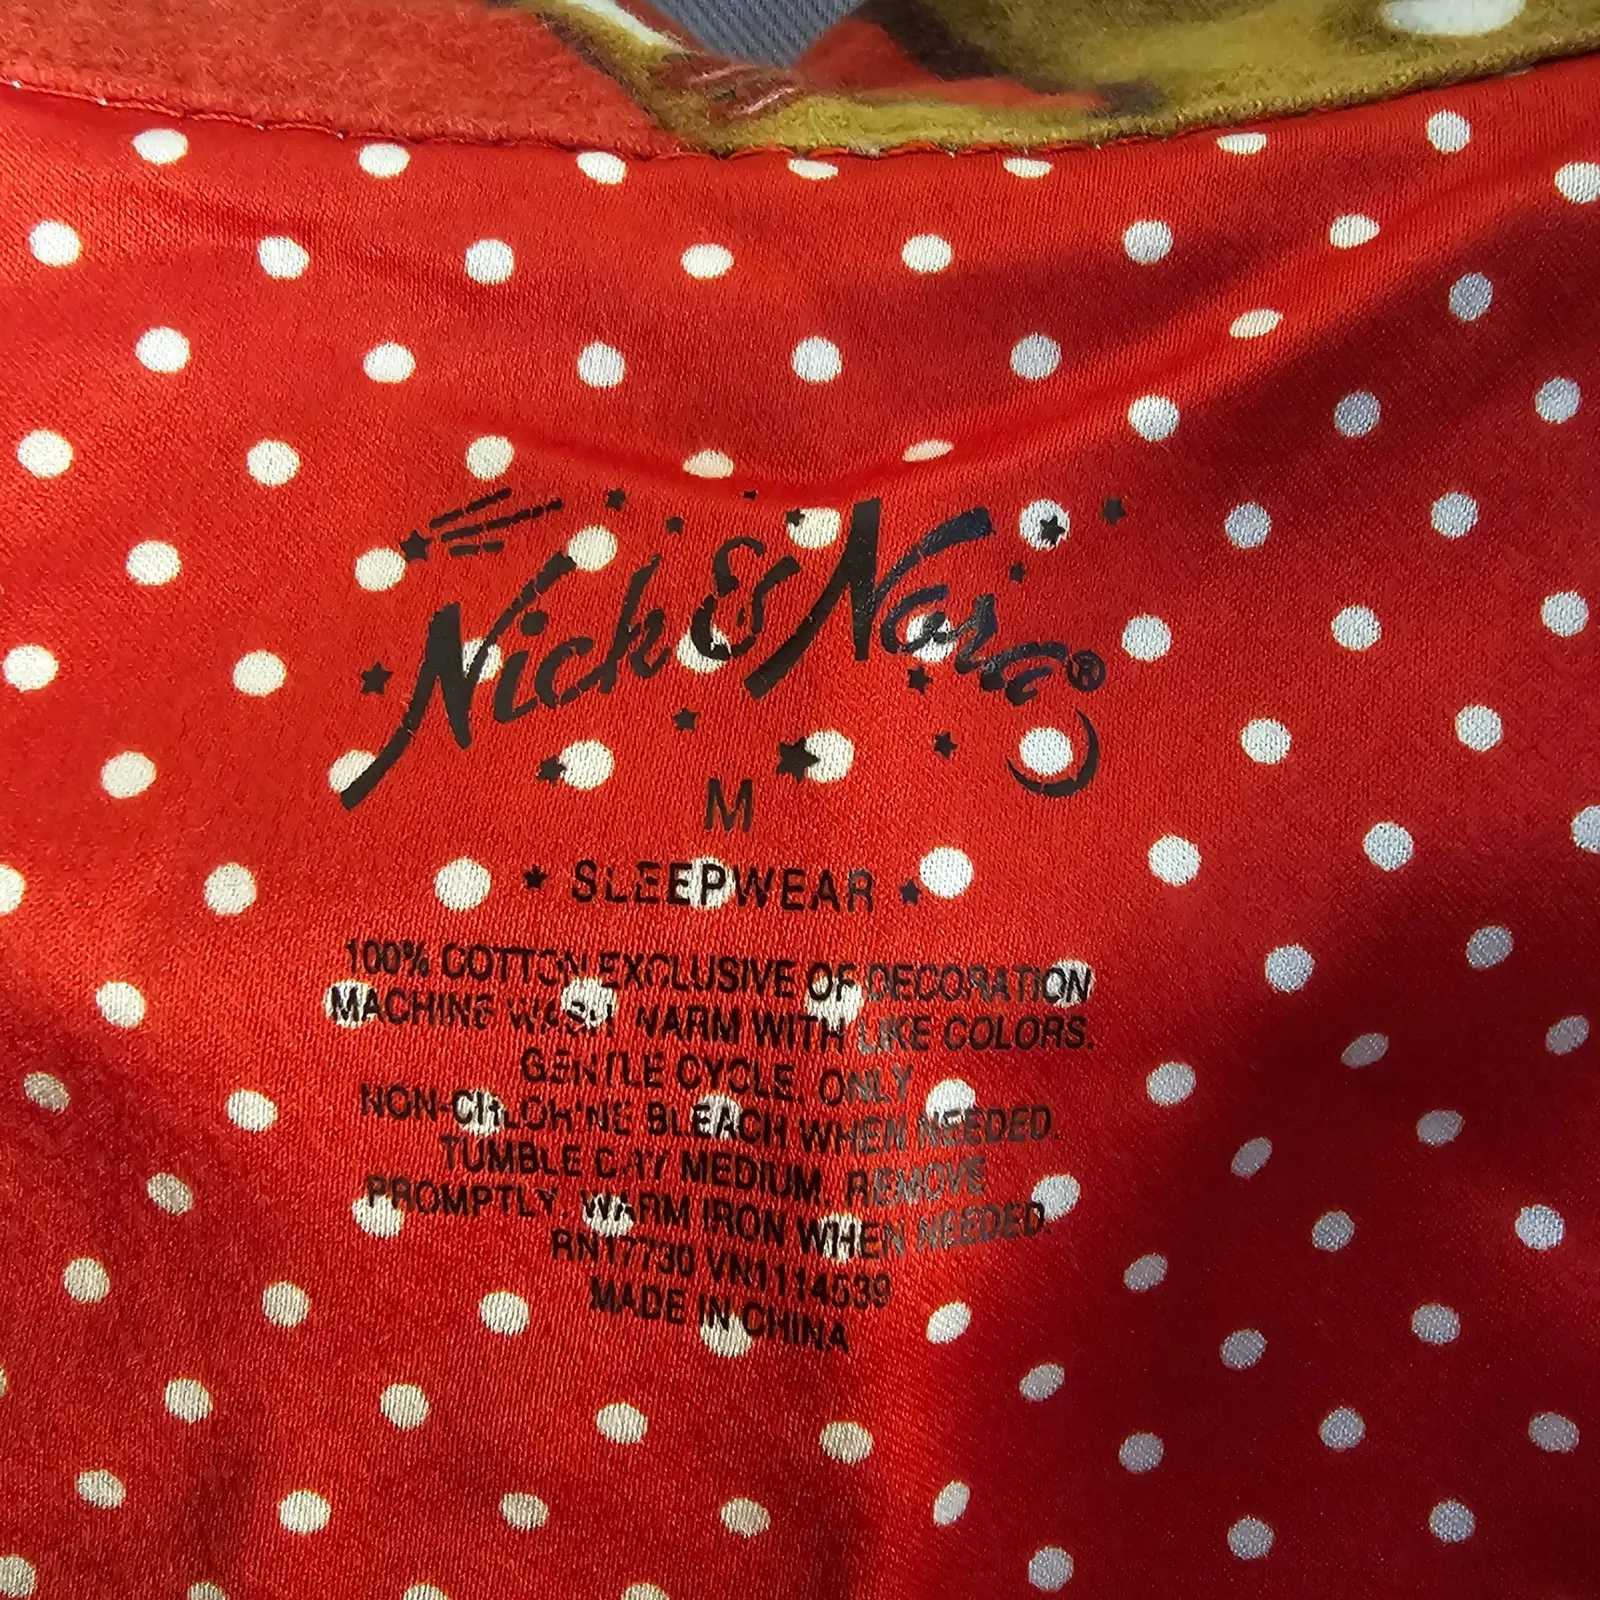 Nick & Nora®
M
★ SLEEPWEAR ★
100% COTTON EXCLUSIVE OF DECORATION
MACHINE WASH WARM WITH LIKE COLORS.
GENTLE CYCLE. ONLY
NON-CHLORINE BLEACH WHEN NEEDED.
TUMBLE DRY MEDIUM. REMOVE
PROMPTLY. WARM IRON WHEN NEEDED.
RN17730 VN1114539
MADE IN CHINA